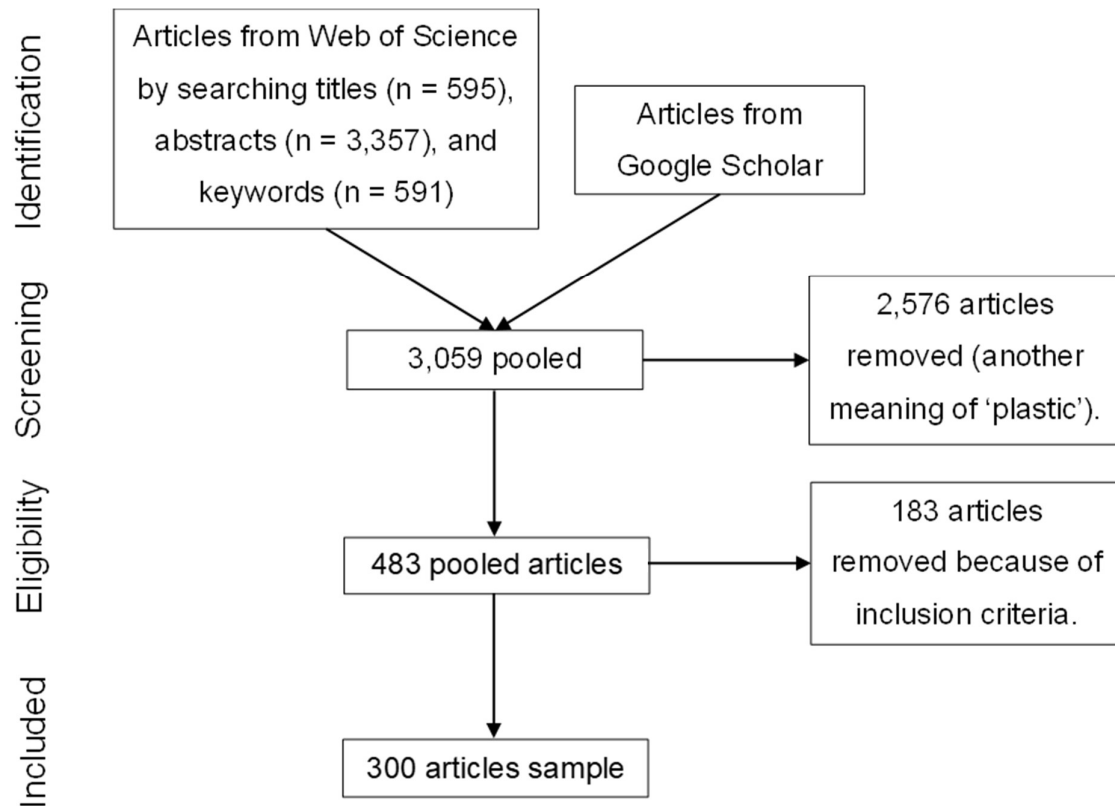 Identification
Articles from Web of Science
by searching titles (n = 595),
abstracts (n = 3,357), and
keywords (n = 591)
Articles from
Google Scholar
Screening
3,059 pooled
2,576 articles
removed (another
meaning of ‘plastic’).
Eligibility
483 pooled articles
183 articles
removed because of
inclusion criteria.
Included
300 articles sample